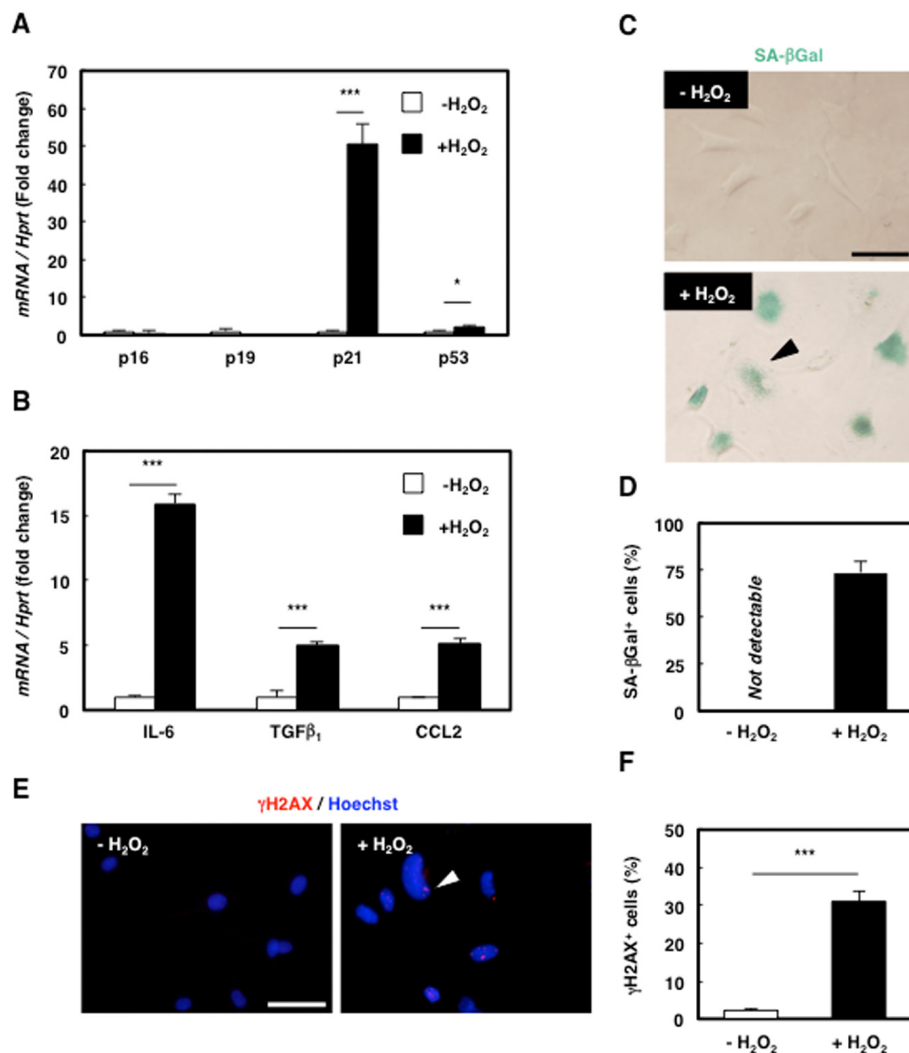 A
mRNA / Hprt (Fold change)
70
60
50
40
30
20
10
0
***
*
-H₂O₂
+H₂O₂
p16 p19 p21 p53
B
mRNA / Hprt (fold change)
20
15
10
5
0
***
***
***
-H₂O₂
+H₂O₂
IL-6 TGFβ₁ CCL2
C
SA-βGal
- H₂O₂
+ H₂O₂
D
SA-βGal⁺ cells (%)
100
75
50
25
0
Not detectable
- H₂O₂ + H₂O₂
E
γH2AX / Hoechst
- H₂O₂
+ H₂O₂
F
γH2AX⁺ cells (%)
50
40
30
20
10
0
***
- H₂O₂ + H₂O₂